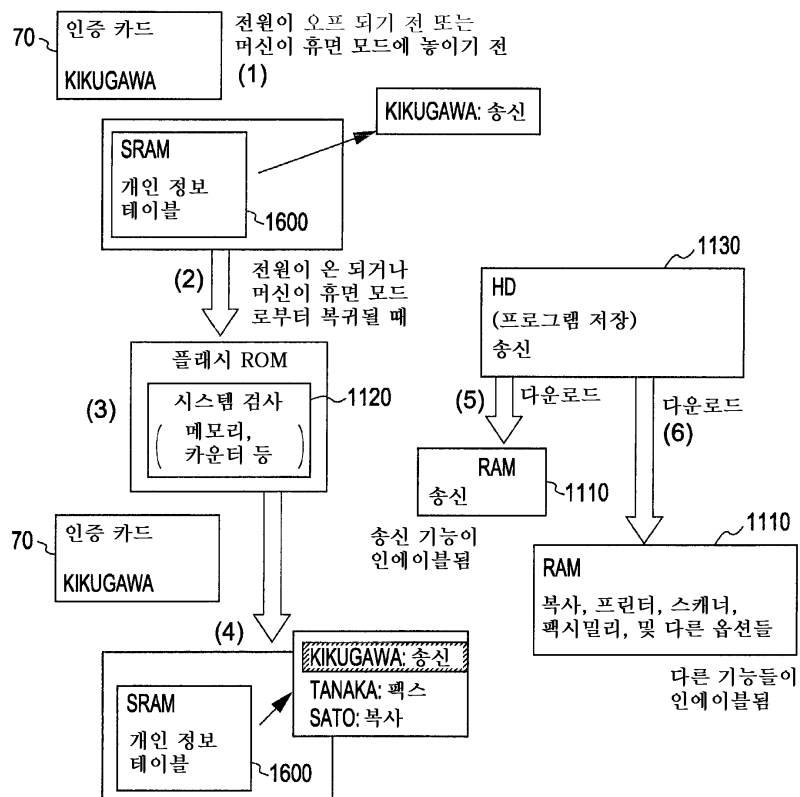 70
인증 카드
KIKUGAWA
전원이 오프 되기 전 또는
머신이 휴면 모드에 놓이기 전
(1)
KIKUGAWA: 송신
SRAM
개인 정보
테이블
1600
(2)
전원이 온 되거나
머신이 휴면 모드
로부터 복귀될 때
플래시 ROM
(3)
시스템 검사
(메모리,
카운터 등)
1120
70
인증 카드
KIKUGAWA
(4)
SRAM
개인 정보
테이블
1600
KIKUGAWA: 송신
TANAKA: 팩스
SATO: 복사
1130
HD
(프로그램 저장)
송신
(5)
다운로드
다운로드
(6)
RAM
송신
1110
송신 기능이
인에이블됨
1110
RAM
복사, 프린터, 스캐너,
팩시밀리, 및 다른 옵션들
다른 기능들이
인에이블됨